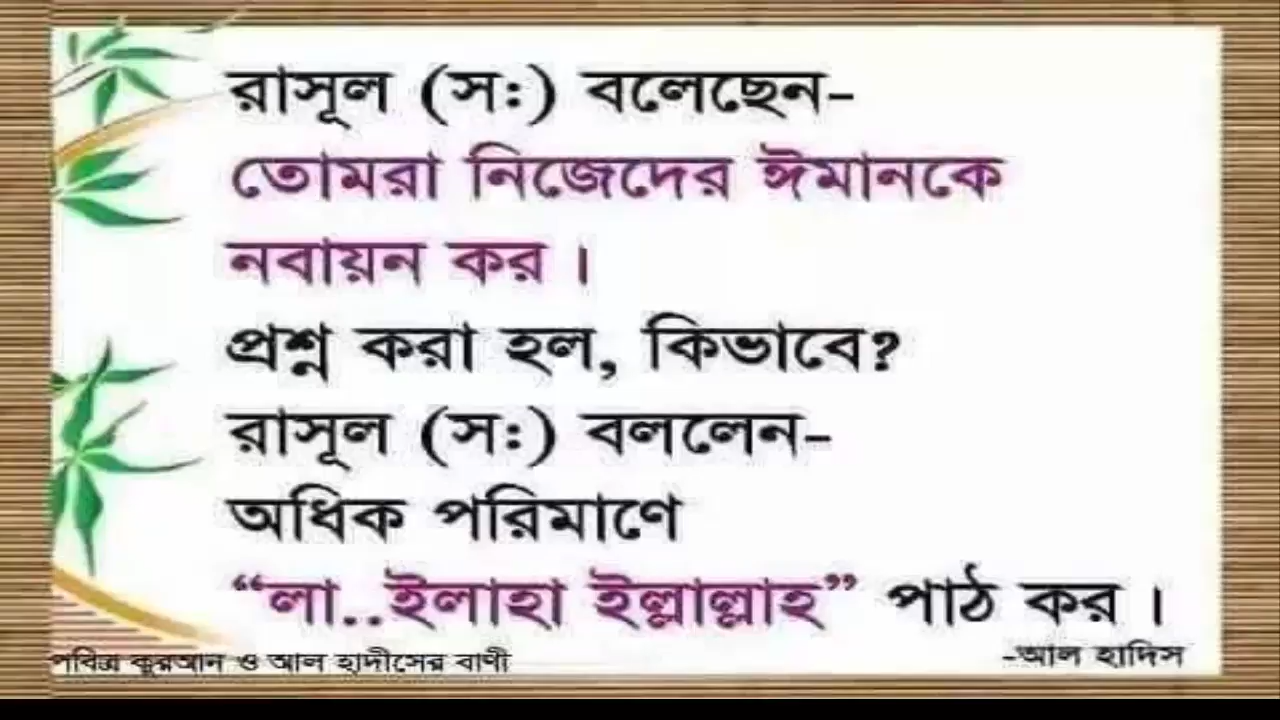 রাসূল (স:) বলেছেন-
তোমরা নিজেদের ঈমানকে
নবায়ন কর ।
প্রশ্ন করা হল, কিভাবে?
রাসূল (স:) বললেন-
অধিক পরিমাণে
“লা..ইলাহা ইল্লাল্লাহ” পাঠ কর ।
-আল হাদিস
পবিত্র কুরআন ও আল হাদীসের বাণী